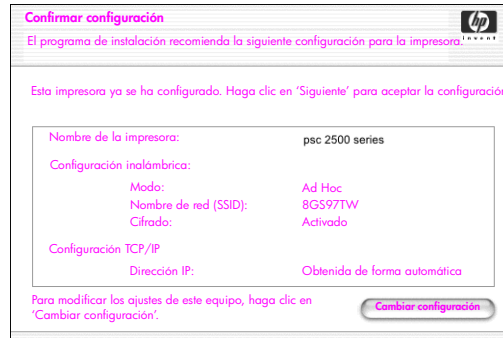 Confirmar configuración
hp
El programa de instalación recomienda la siguiente configuración para la impresora.
invent
Esta impresora ya se ha configurado. Haga clic en ‘Siguiente’ para aceptar la configuración
Nombre de la impresora: psc 2500 series
Configuración inalámbrica:
Modo: Ad Hoc
Nombre de red (SSID): 8GS97TW
Cifrado: Activado
Configuración TCP/IP
Dirección IP: Obtenida de forma automática
Para modificar los ajustes de este equipo, haga clic en
‘Cambiar configuración’.
Cambiar configuración